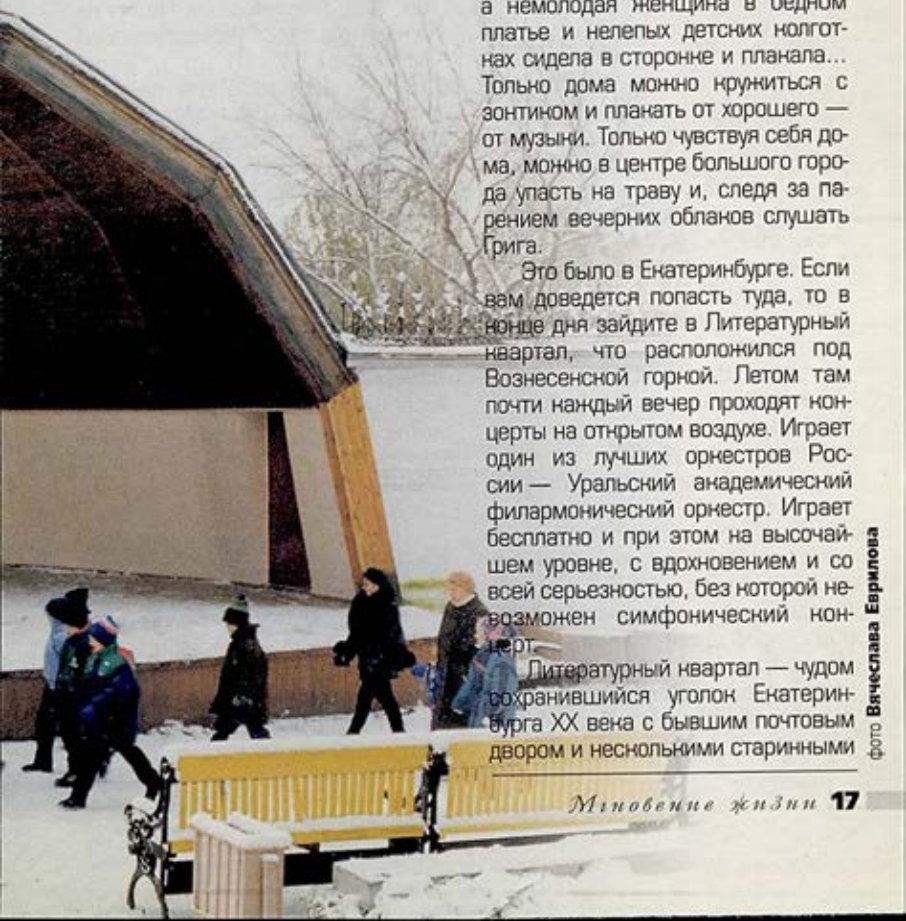 а немолодая женщина в бедном
платье и нелепых детских колгот-
ках сидела в сторонке и плакала...
Только дома можно кружиться с
зонтиком и плакать от хорошего —
от музыки. Только чувствуя себя до-
ма, можно в центре большого горо-
да упасть на траву и, следя за па-
рением вечерних облаков слушать
Грига.
Это было в Екатеринбурге. Если
вам доведется попасть туда, то в
конце дня зайдите в Литературный
квартал, что расположился под
Вознесенской горкой. Летом там
почти каждый вечер проходят кон-
церты на открытом воздухе. Играет
один из лучших оркестров Рос-
сии — Уральский академический
филармонический оркестр. Играет
бесплатно и при этом на высочай-
шем уровне, с вдохновением и со
всей серьезностью, без которой не-
возможен симфонический кон-
церт.
Литературный квартал — чудом
сохранившийся уголок Екатерин-
бурга XX века с бывшим почтовым
двором и несколькими старинными
фото Вячеслава Еврилова
Мгновение жизни 17